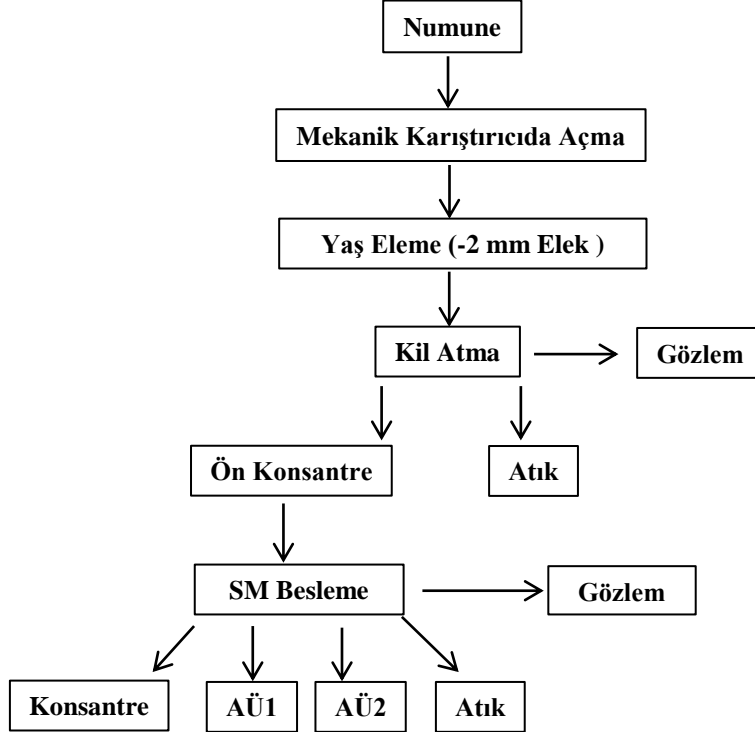 Numune
Mekanik Karıştırıcıda Açma
Yaş Eleme (-2 mm Elek )
Kil Atma
Gözlem
Ön Konsantre
Atık
SM Besleme
Gözlem
Konsantre
AÜ1
AÜ2
Atık